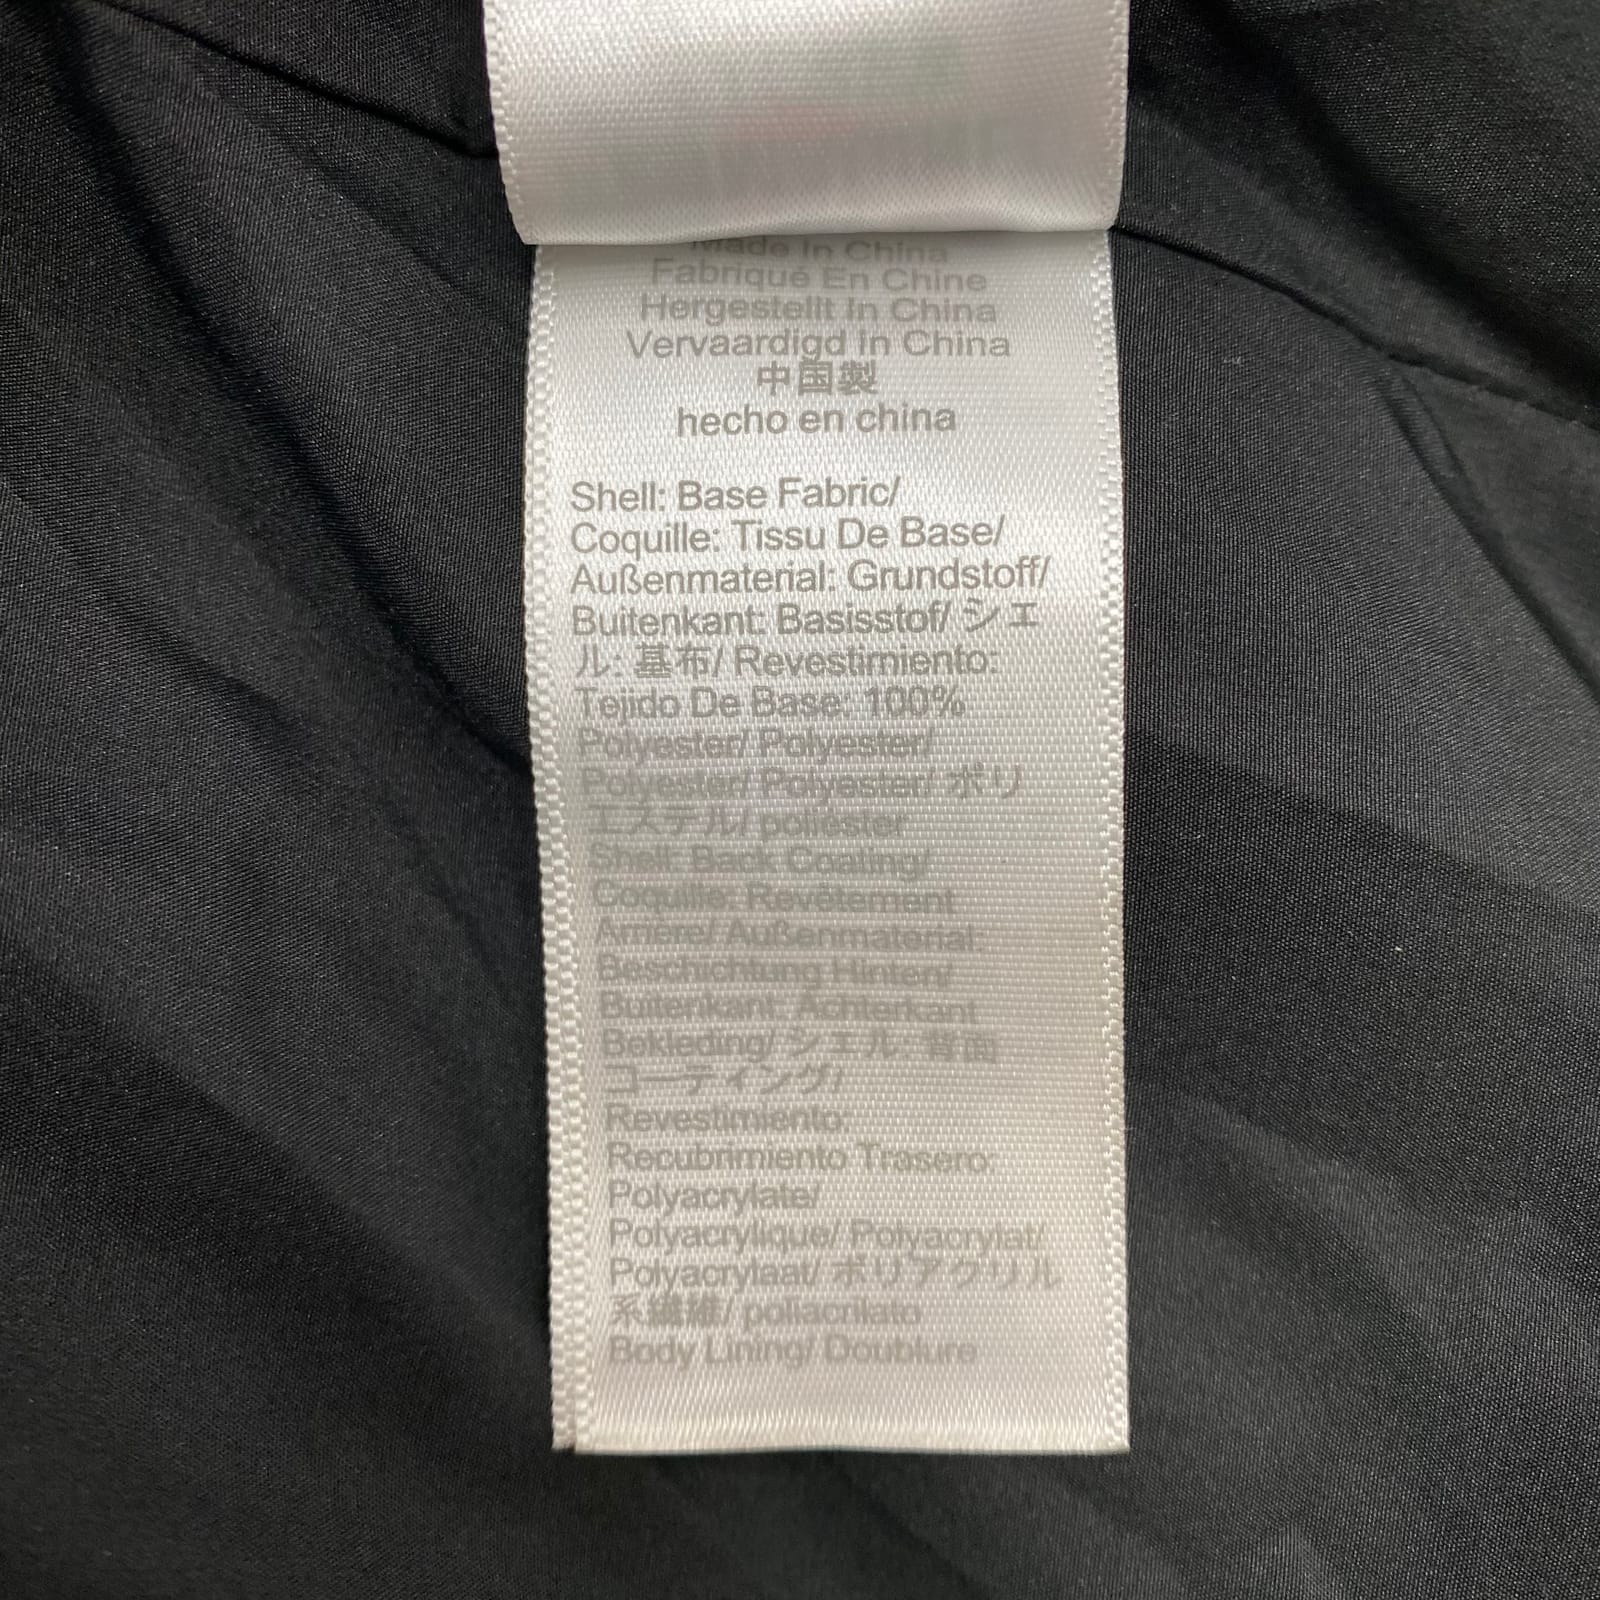 Made In China
Fabriqué En Chine
Hergestellt In China
Vervaardigd In China
中国製
hecho en china
Shell: Base Fabric/
Coquille: Tissu De Base/
Außenmaterial: Grundstoff/
Buitenkant: Basisstof/ シェ
ル: 基布/ Revestimiento:
Tejido De Base: 100%
Polyester/ Polyester/
Polyester/ Polyester/ ポリ
エステル/ poliéster
Shell: Back Coating/
Coquille: Revêtement
Arrière/ Außenmaterial:
Beschichtung Hinten/
Buitenkant: Achterkant
Bekleding/ シェル: 背面
コーティング/
Revestimiento:
Recubrimiento Trasero:
Polyacrylate/
Polyacrylique/ Polyacrylat/
Polyacrylaat/ ポリアクリル
系繊維/ poliacrilato
Body Lining/ Doublure